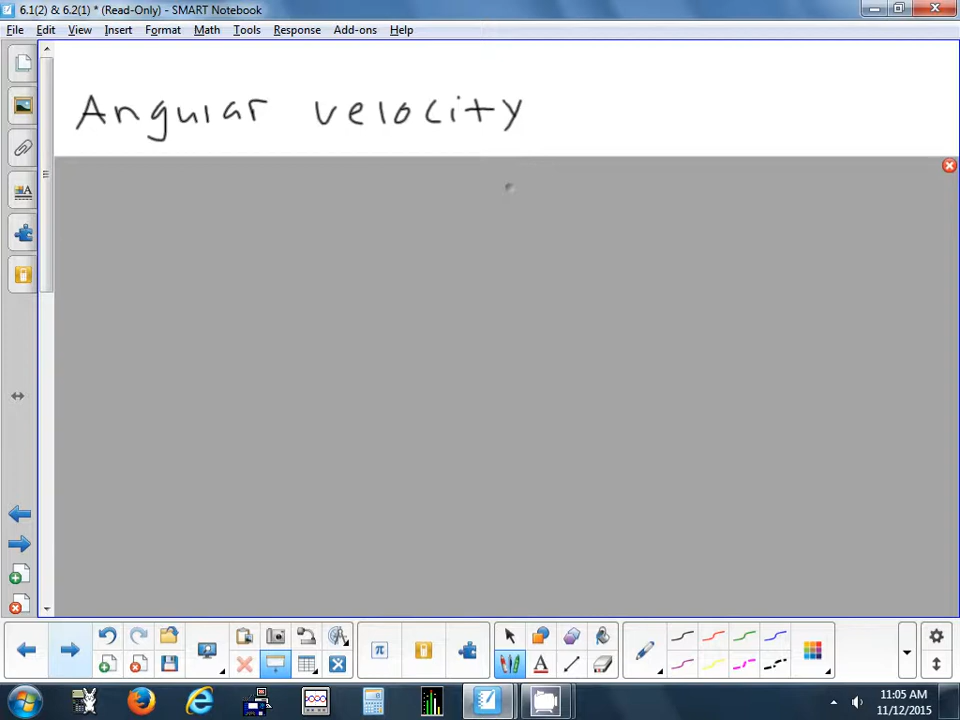 6.1(2) & 6.2(1) * (Read-Only) - SMART Notebook
File Edit View Insert Format Math Tools Response Add-ons Help
Angular velocity
11:05 AM
11/12/2015